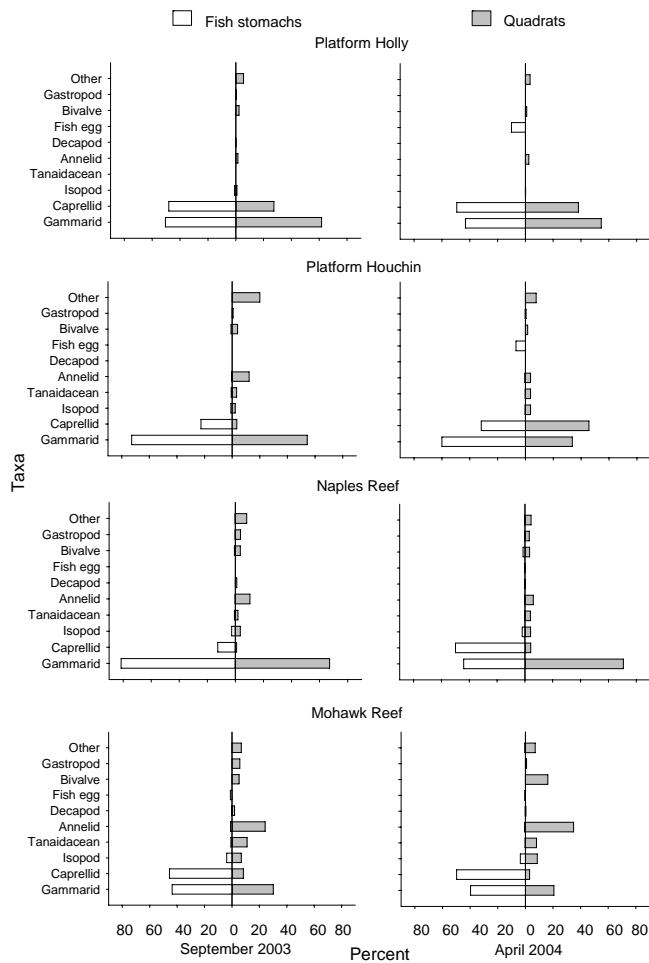 Fish stomachs Quadrats
Platform Holly
Other
Gastropod
Bivalve
Fish egg
Decapod
Annelid
Tanaidacean
Isopod
Caprellid
Gammarid
Platform Houchin
Other
Gastropod
Bivalve
Fish egg
Decapod
Annelid
Tanaidacean
Isopod
Caprellid
Gammarid
Taxa
Naples Reef
Other
Gastropod
Bivalve
Fish egg
Decapod
Annelid
Tanaidacean
Isopod
Caprellid
Gammarid
Mohawk Reef
Other
Gastropod
Bivalve
Fish egg
Decapod
Annelid
Tanaidacean
Isopod
Caprellid
Gammarid
80 60 40 20 0 20 40 60 80 80 60 40 20 0 20 40 60 80
September 2003 Percent April 2004